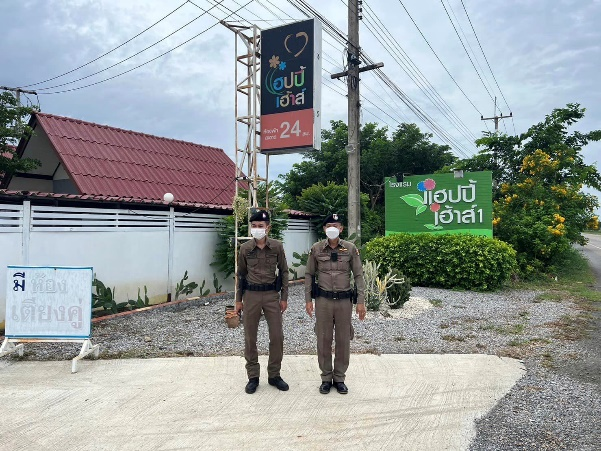 แฮปปี้
เฮ้าส์
24
โรงแรม
แฮปปี้
เฮ้าส์ 1
มีห้อง
เตียงคู่